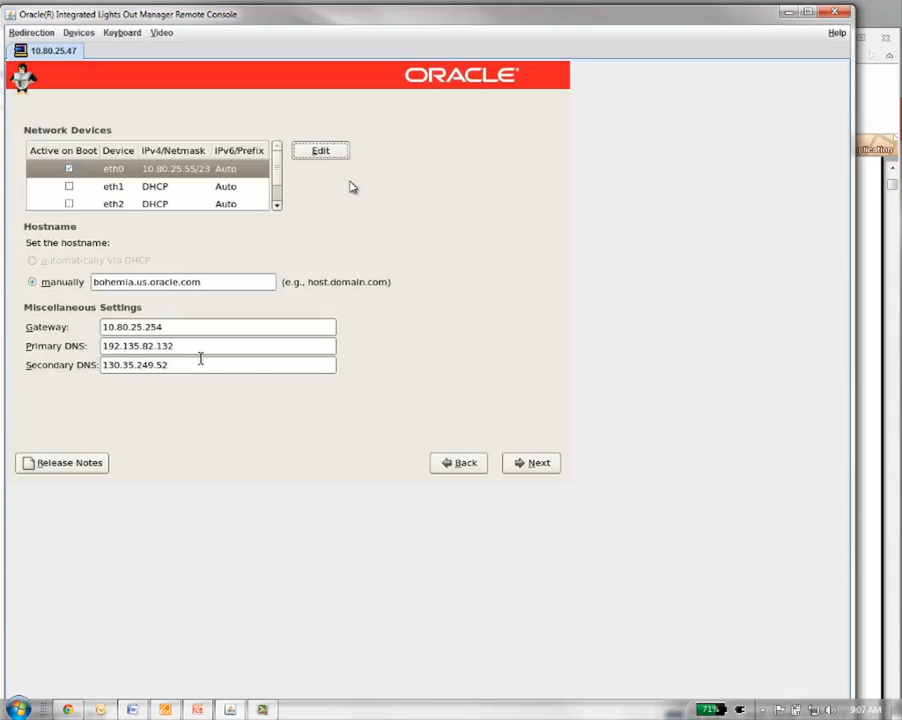 Oracle(R) Integrated Lights Out Manager Remote Console
Redirection Devices Keyboard Video Help
10.80.25.47
ORACLE®
Network Devices
Active on Boot Device IPv4/Netmask IPv6/Prefix
eth0 10.80.25.55/23 Auto
eth1 DHCP Auto
eth2 DHCP Auto
Edit
Hostname
Set the hostname:
automatically via DHCP
manually bohemia.us.oracle.com (e.g., host.domain.com)
Miscellaneous Settings
Gateway: 10.80.25.254
Primary DNS: 192.135.82.132
Secondary DNS: 130.35.249.52
Release Notes Back Next
71% 9:07 AM